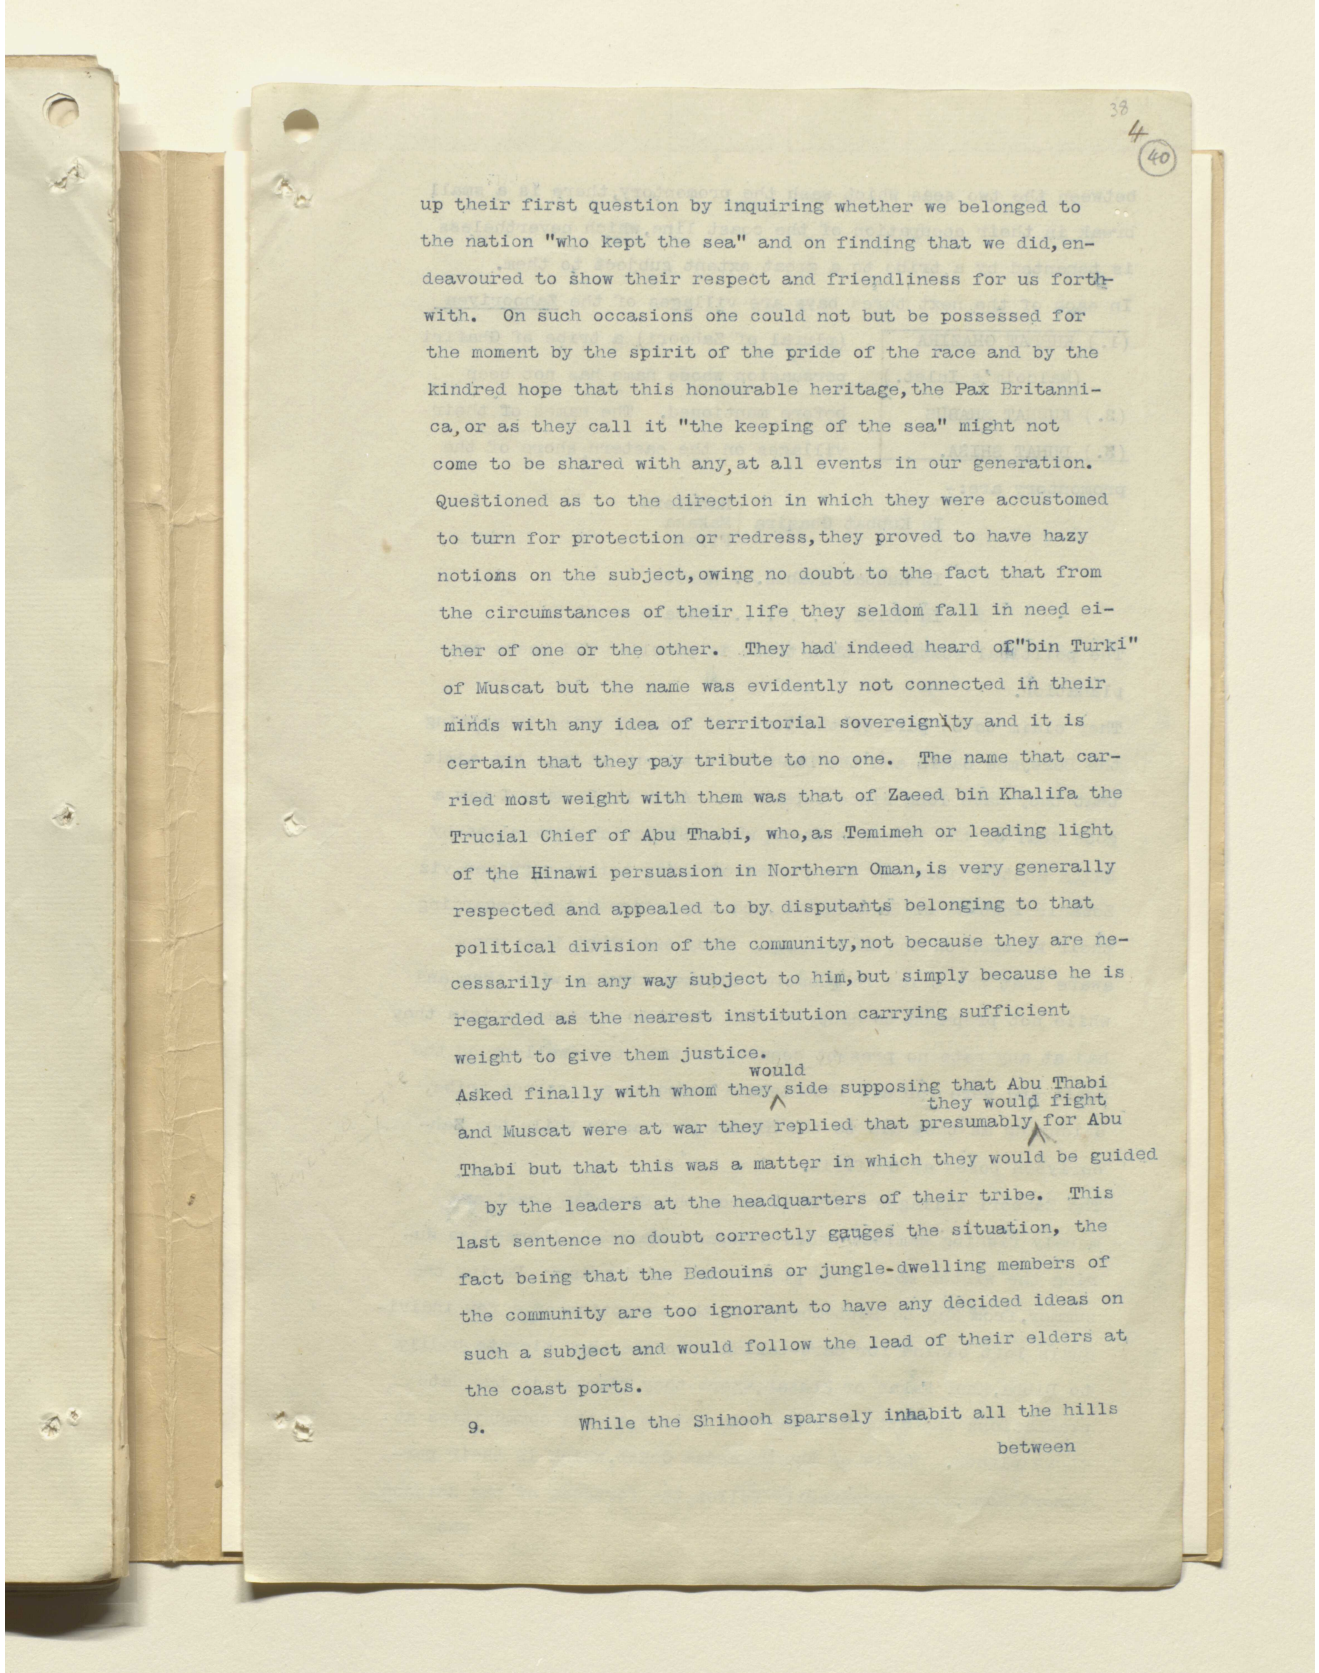 38
4
40
up their first question by inquiring whether we belonged to
the nation "who kept the sea" and on finding that we did,en-
deavoured to show their respect and friendliness for us forth-
with. On such occasions one could not but be possessed for
the moment by the spirit of the pride of the race and by the
kindred hope that this honourable heritage,the Pax Britanni-
ca,or as they call it "the keeping of the sea" might not
come to be shared with any,at all events in our generation.
Questioned as to the direction in which they were accustomed
to turn for protection or redress,they proved to have hazy
notions on the subject,owing no doubt to the fact that from
the circumstances of their life they seldom fall in need ei-
ther of one or the other. They had indeed heard of"bin Turki"
of Muscat but the name was evidently not connected in their
minds with any idea of territorial sovereignity and it is
certain that they pay tribute to no one. The name that car-
ried most weight with them was that of Zaeed bin Khalifa the
Trucial Chief of Abu Thabi, who,as Temimeh or leading light
of the Hinawi persuasion in Northern Oman,is very generally
respected and appealed to by disputants belonging to that
political division of the community,not because they are ne-
cessarily in any way subject to him,but simply because he is
regarded as the nearest institution carrying sufficient
weight to give them justice.
would
Asked finally with whom they side supposing that Abu Thabi
they would fight
and Muscat were at war they replied that presumably for Abu
Thabi but that this was a matter in which they would be guided
by the leaders at the headquarters of their tribe. This
last sentence no doubt correctly gauges the situation, the
fact being that the Bedouins or jungle-dwelling members of
the community are too ignorant to have any decided ideas on
such a subject and would follow the lead of their elders at
the coast ports.
9. While the Shihooh sparsely inhabit all the hills
between